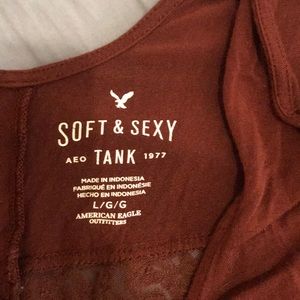 SOFT & SEXY
AEO TANK 1977
MADE IN INDONESIA
FABRIQUÉ EN INDONÉSIE
HECHO EN INDONESIA
L/G/G
AMERICAN EAGLE
OUTFITTERS